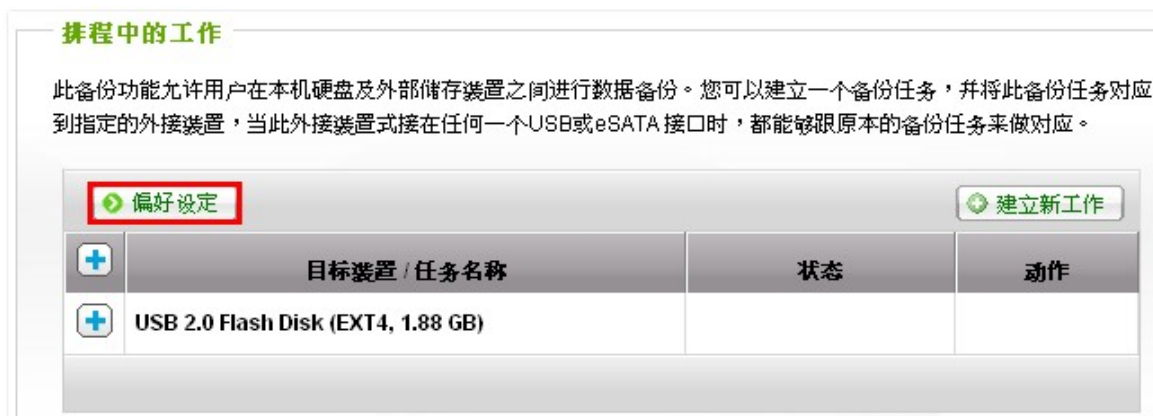 排程中的工作
此备份功能允许用户在本机硬盘及外部储存装置之间进行数据备份。您可以建立一个备份任务,并将此备份任务对应
到指定的外接装置,当此外接装置式接在任何一个USB或eSATA接口时,都能够跟原本的备份任务来做对应。
偏好设定
建立新工作
目标装置 / 任务名称 状态 动作
USB 2.0 Flash Disk (EXT4, 1.88 GB)